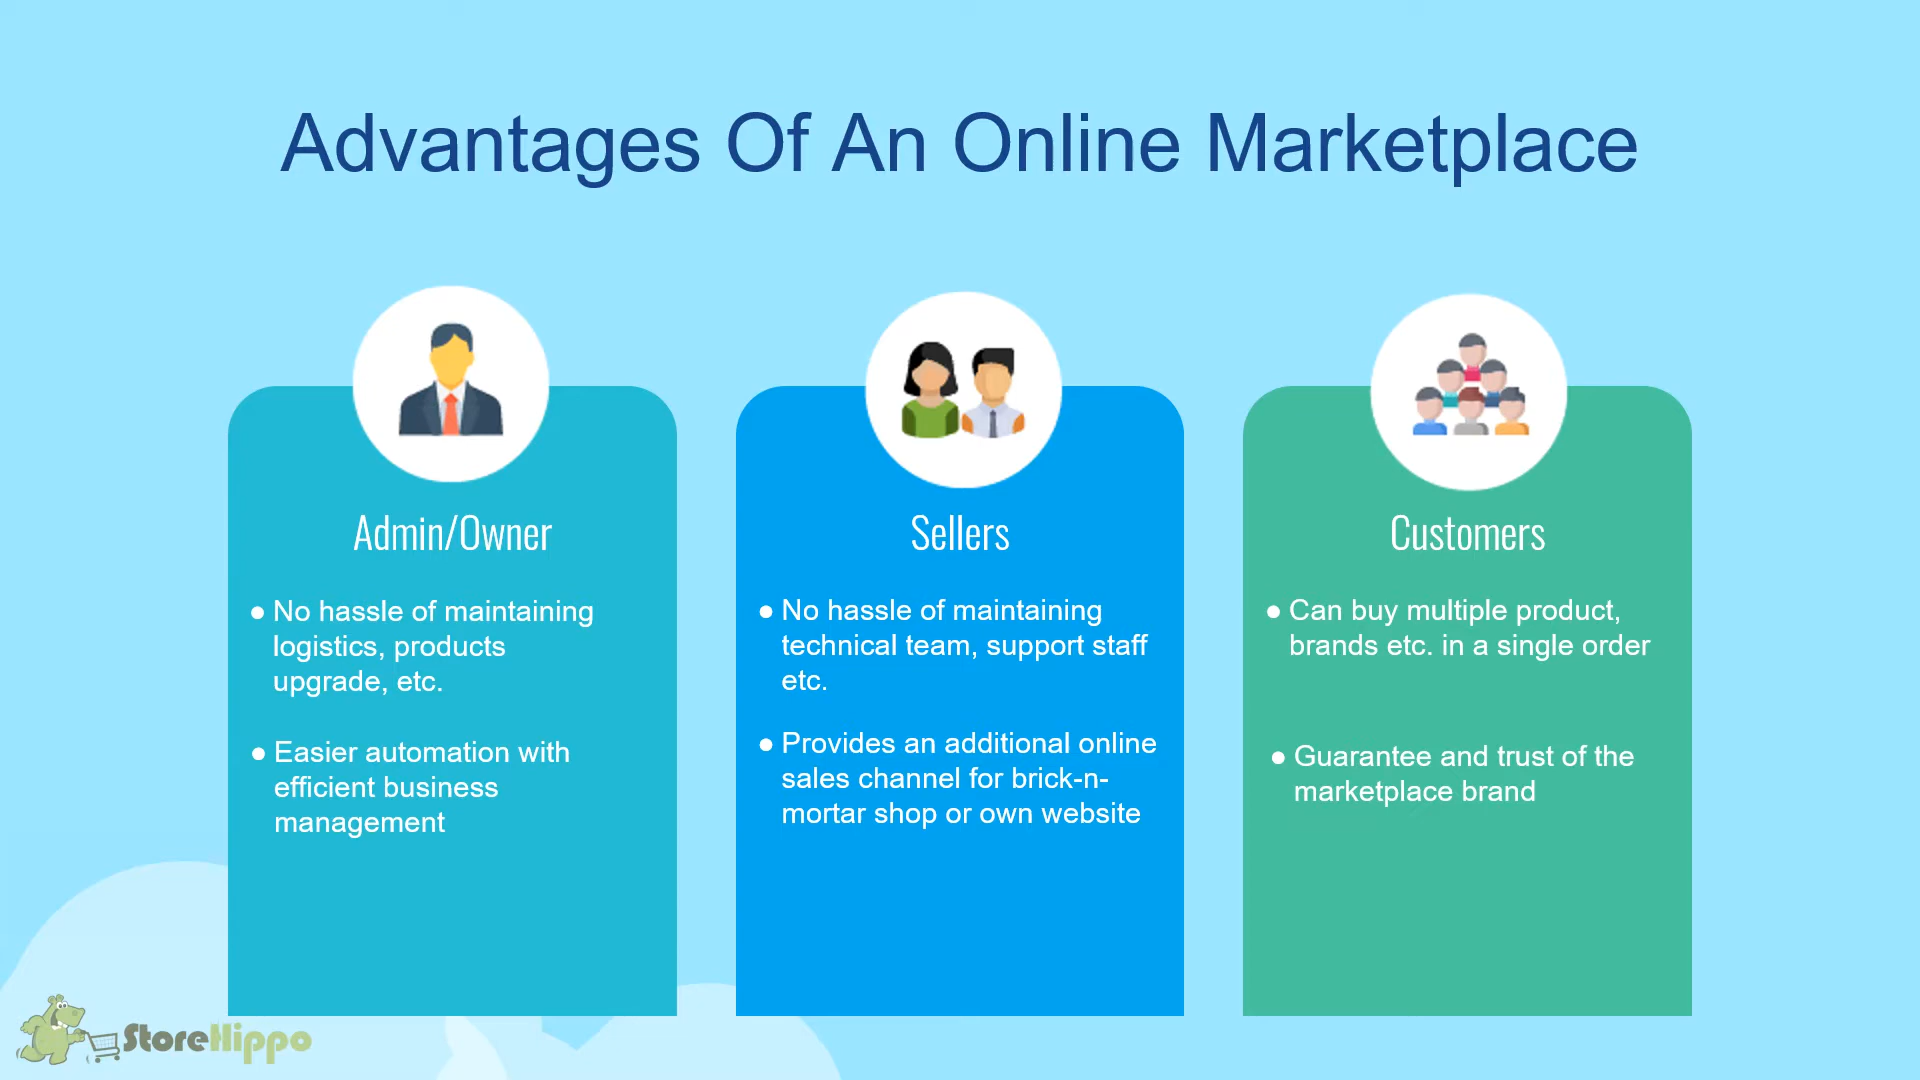 Advantages Of An Online Marketplace
Admin/Owner
● No hassle of maintaining
logistics, products
upgrade, etc.
● Easier automation with
efficient business
management
Sellers
● No hassle of maintaining
technical team, support staff
etc.
● Provides an additional online
sales channel for brick-n-
mortar shop or own website
Customers
● Can buy multiple product,
brands etc. in a single order
● Guarantee and trust of the
marketplace brand
StoreHippo